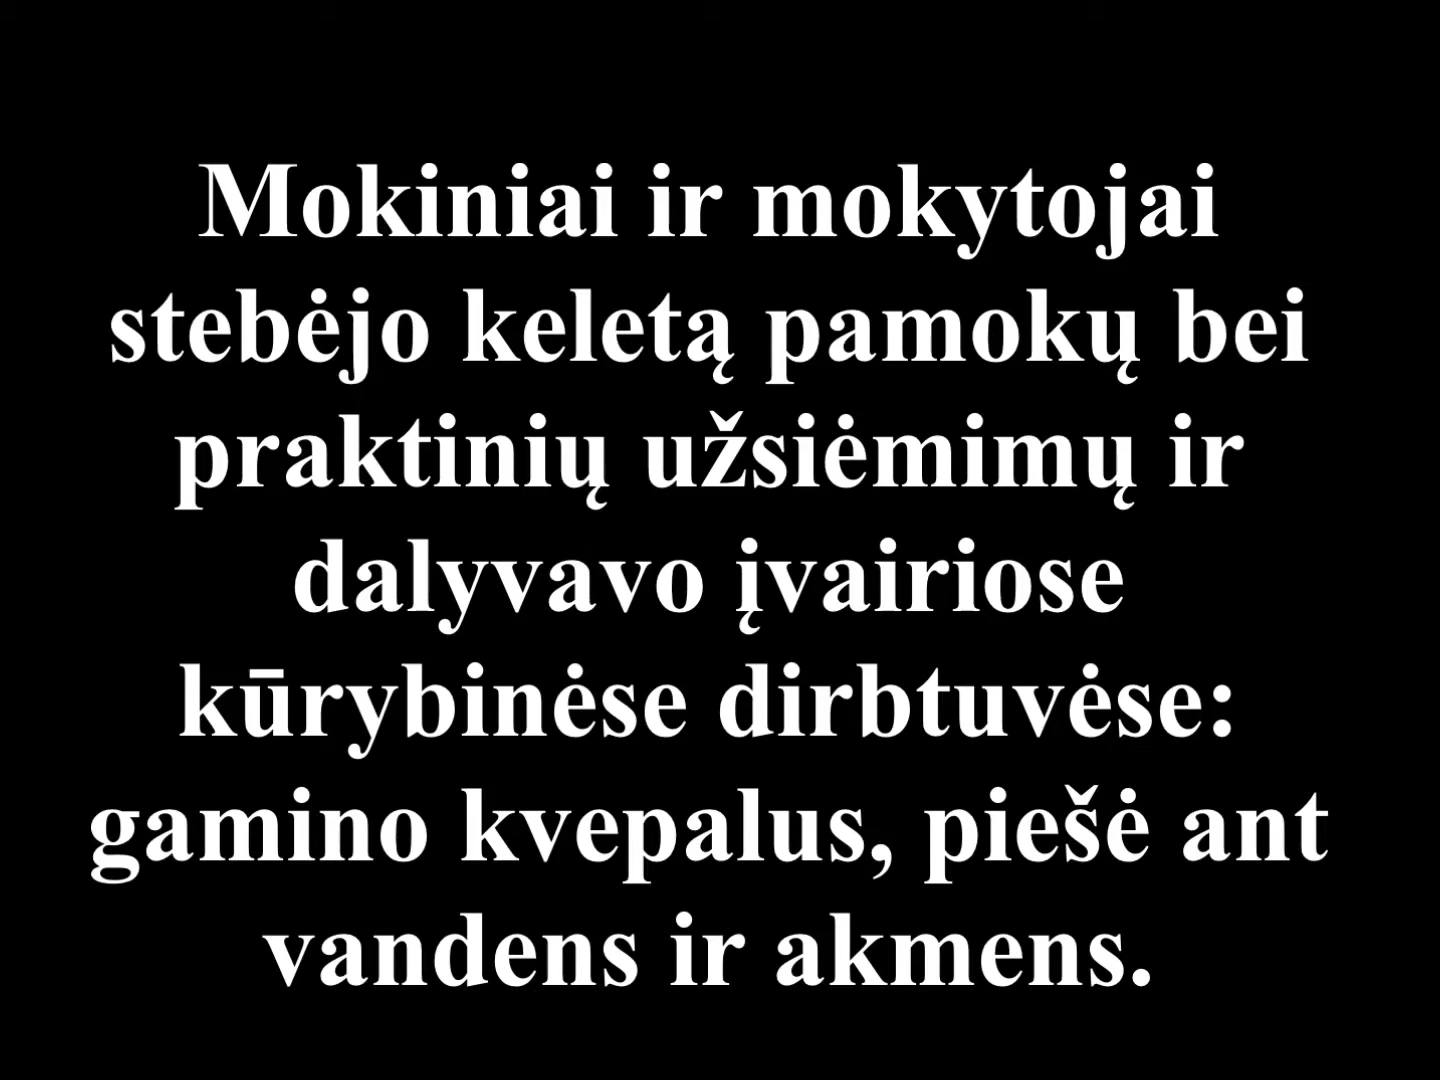 Mokiniai ir mokytojai
stebėjo keletą pamokų bei
praktinių užsiėmimų ir
dalyvavo įvairiose
kūrybinėse dirbtuvėse:
gamino kvepalus, piešė ant
vandens ir akmens.